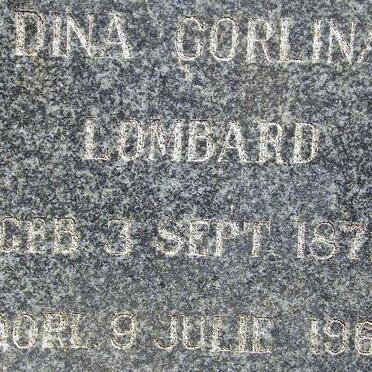 DINA GORLINA
LOMBARD
GEB 3 SEPT. 187
OORL 9 JULIE 196